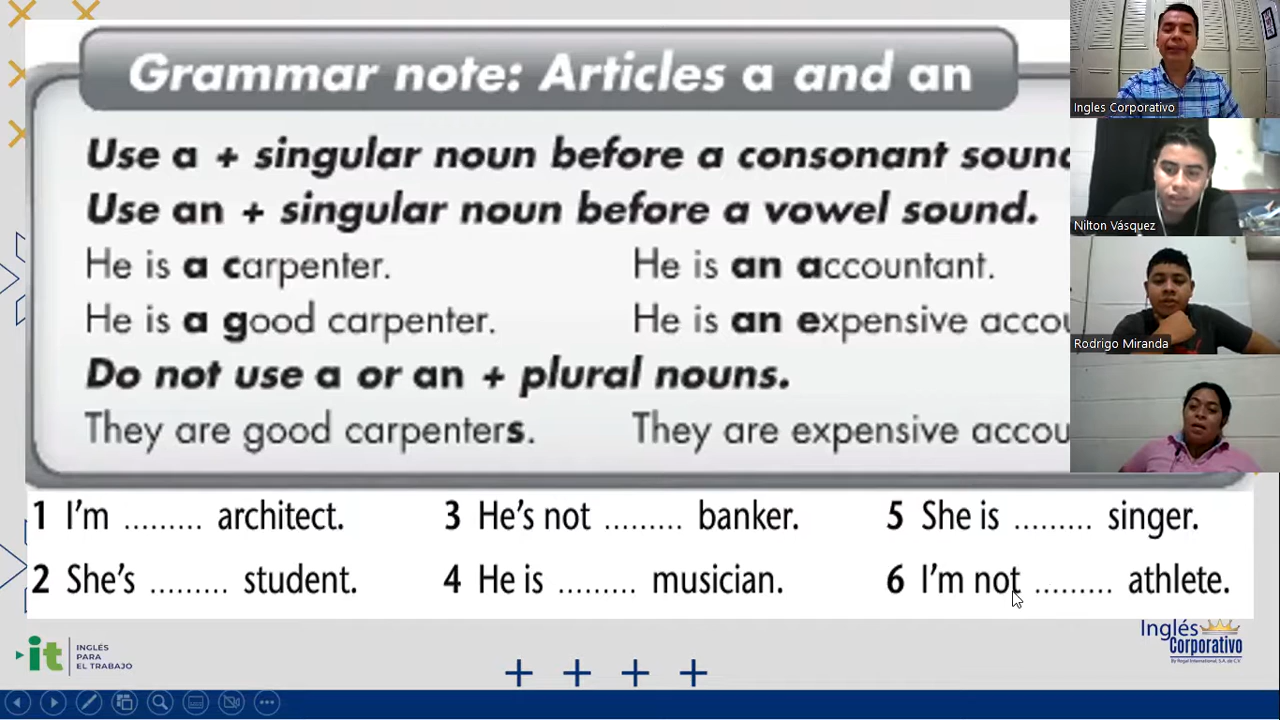 Grammar note: Articles a and an
Use a + singular noun before a consonant
Use an + singular noun before a vowel sound.
He is a carpenter. He is an accountant.
He is a good carpenter. He is an expensive
Do not use a or an + plural nouns.
They are good carpenters. They are expensive
1 I'm ......... architect. 3 He's not ......... banker. 5 She is ......... singer.
2 She's ......... student. 4 He is ......... musician. 6 I'm not ......... athlete.
Ingles Corporativo
Nilton Vásquez
Rodrigo Miranda
it INGLÉS
PARA
EL TRABAJO
Inglés
Corporativo
By Regal International, S.A. de C.V.